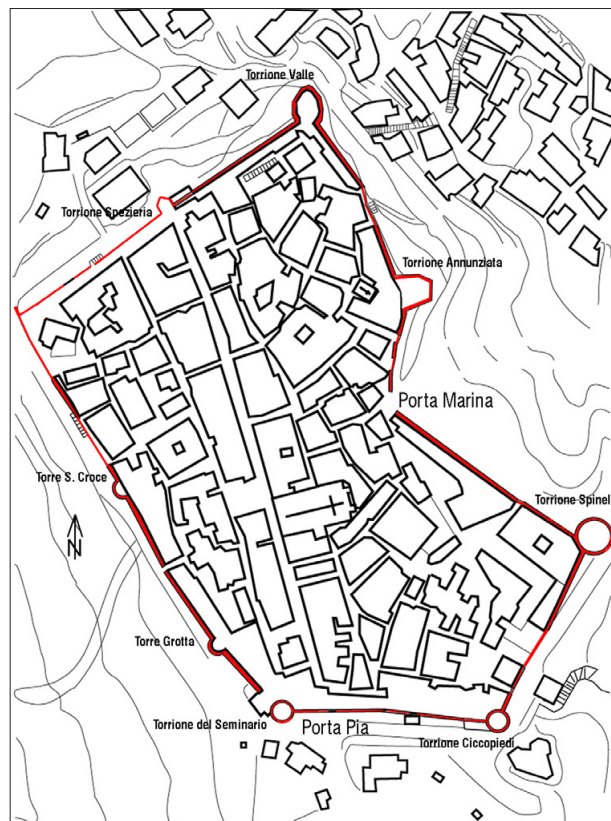 Torrione Valle
Torrione Spezieria
Torrione Annunziata
Porta Marina
Torre S. Croce
Torrione Spinel
N
Torre Grotta
Torrione del Seminario
Porta Pia
Torrione Ciccopiedi